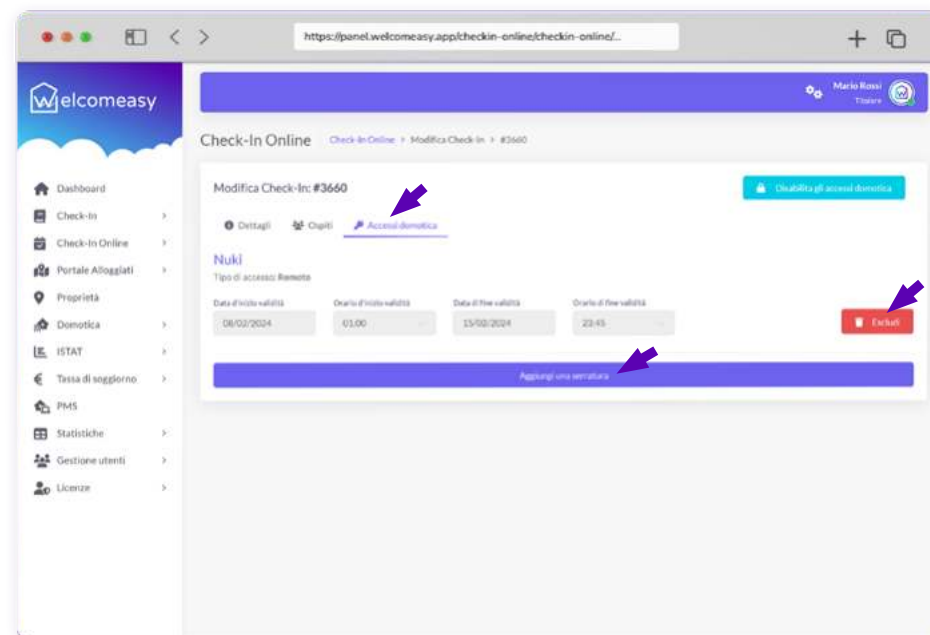 https://panel.welcomeasy.app/checkin-online/checkin-online/...
Welcomeasy
Mario Rossi
Titolare
Check-In Online
Check-In Online > Modifica Check-In > #3660
Dashboard
Check-In
Check-In Online
Portale Alloggiati
Proprietà
Domotica
ISTAT
Tassa di soggiorno
PMS
Statistiche
Gestione utenti
Licenze
Modifica Check-In: #3660
Disabilita gli accessi domotica
Dettagli
Ospiti
Accessi domotica
Nuki
Tipo di accesso: Remoto
Data d'inizio validità
Orario d'inizio validità
Data di fine validità
Orario di fine validità
08/02/2024
01:00
15/02/2024
23:45
Escludi
Aggiungi una serratura